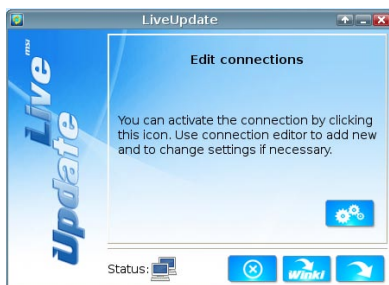 LiveUpdate
msi
Live
Update
Edit connections
You can activate the connection by clicking
this icon. Use connection editor to add new
and to change settings if necessary.
Status:
Winki